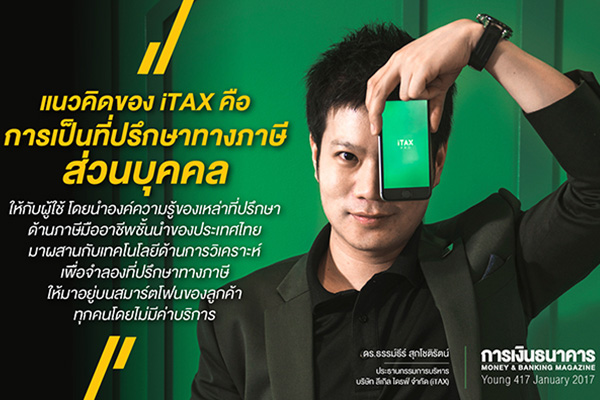 แนวคิดของ iTAX คือ
การเป็นที่ปรึกษาทางภาษี
ส่วนบุคคล
ให้กับผู้ใช้ โดยนำองค์ความรู้ของเหล่าที่ปรึกษา
ด้านภาษีมืออาชีพชั้นนำของประเทศไทย
มาผสานกับเทคโนโลยีด้านการวิเคราะห์
เพื่อจำลองที่ปรึกษาทางภาษี
ให้มาอยู่บนสมาร์ตโฟนของลูกค้า
ทุกคนโดยไม่มีค่าบริการ
iTAX
PRO
ดร.ธรรม์ธีร์ สุกโชติรัตน์
ประธานกรรมการบริหาร
บริษัท ลีเกิล ไดรฟ์ จำกัด (iTAX)
การเงินธนาคาร
MONEY & BANKING MAGAZINE
Young 417 January 2017